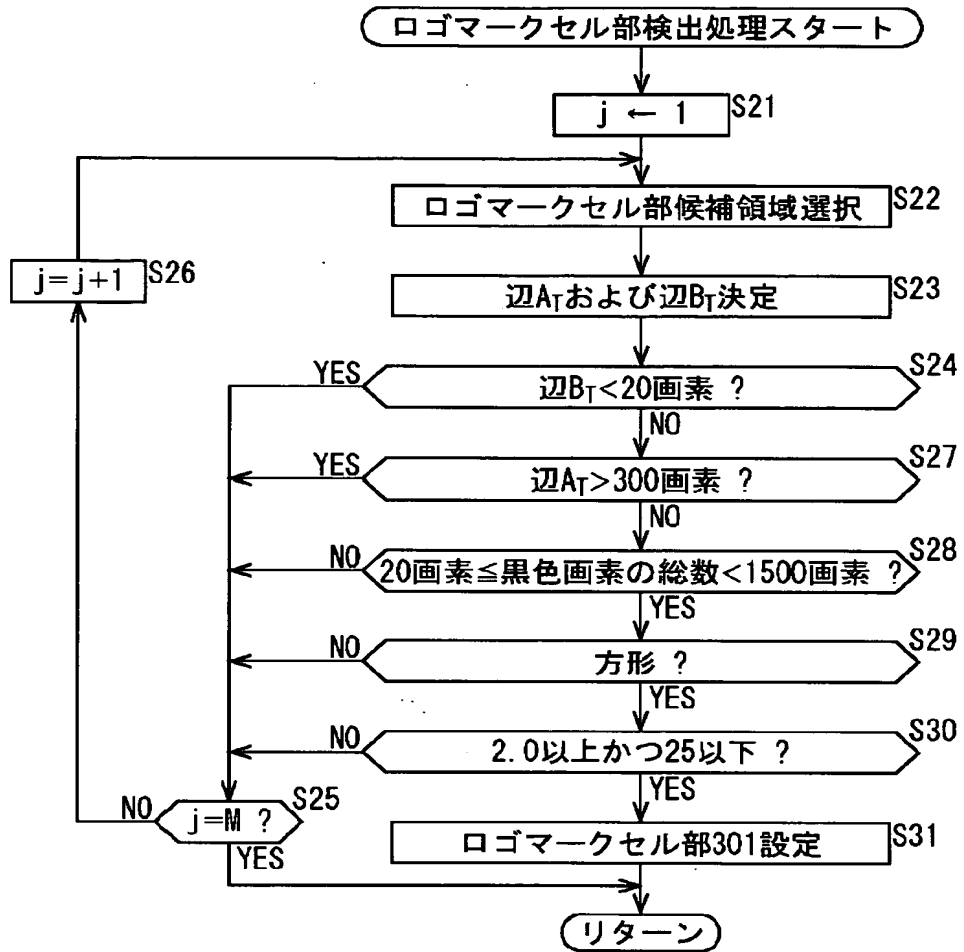 ロゴマークセル部検出処理スタート
j ← 1 S21
ロゴマークセル部候補領域選択 S22
j=j+1 S26
辺ATおよび辺BT決定 S23
辺BT<20画素 ? S24
YES
NO
辺AT>300画素 ? S27
YES
NO
20画素≦黒色画素の総数<1500画素 ? S28
NO
YES
方形 ? S29
NO
YES
2.0以上かつ25以下 ? S30
NO
YES
j=M ? S25
NO
YES
ロゴマークセル部301設定 S31
リターン